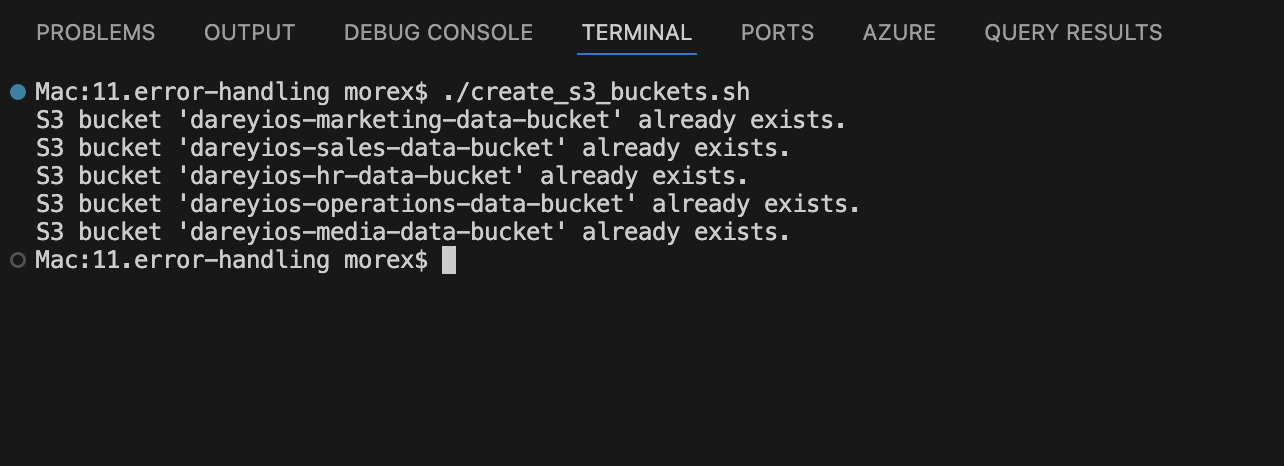 PROBLEMS OUTPUT DEBUG CONSOLE TERMINAL PORTS AZURE QUERY RESULTS
Mac:11.error-handling morex$ ./create_s3_buckets.sh
S3 bucket 'dareyios-marketing-data-bucket' already exists.
S3 bucket 'dareyios-sales-data-bucket' already exists.
S3 bucket 'dareyios-hr-data-bucket' already exists.
S3 bucket 'dareyios-operations-data-bucket' already exists.
S3 bucket 'dareyios-media-data-bucket' already exists.
Mac:11.error-handling morex$